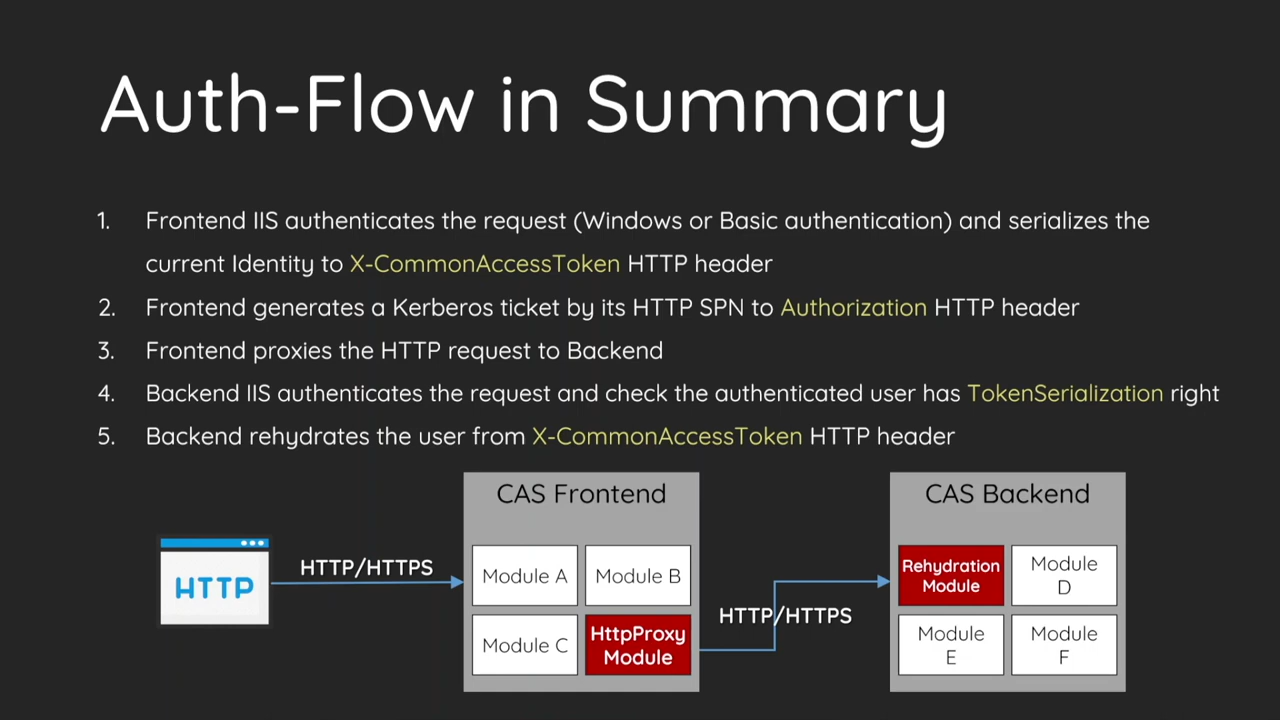 Auth-Flow in Summary
1. Frontend IIS authenticates the request (Windows or Basic authentication) and serializes the
current Identity to X-CommonAccessToken HTTP header
2. Frontend generates a Kerberos ticket by its HTTP SPN to Authorization HTTP header
3. Frontend proxies the HTTP request to Backend
4. Backend IIS authenticates the request and check the authenticated user has TokenSerialization right
5. Backend rehydrates the user from X-CommonAccessToken HTTP header
HTTP
HTTP/HTTPS
CAS Frontend
Module A
Module B
Module C
HttpProxy
Module
HTTP/HTTPS
CAS Backend
Rehydration
Module
Module
D
Module
E
Module
F